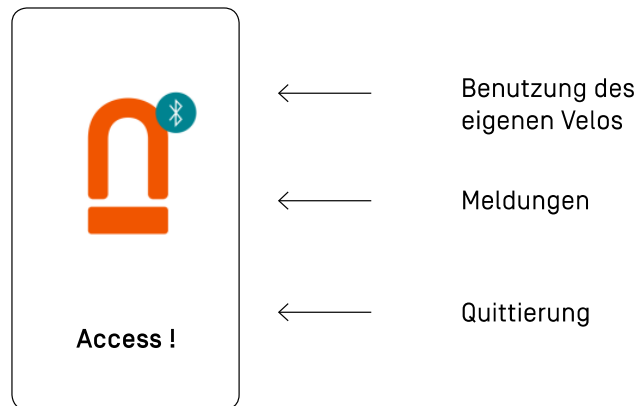 Benutzung des
eigenen Velos
Meldungen
Quittierung
Access !